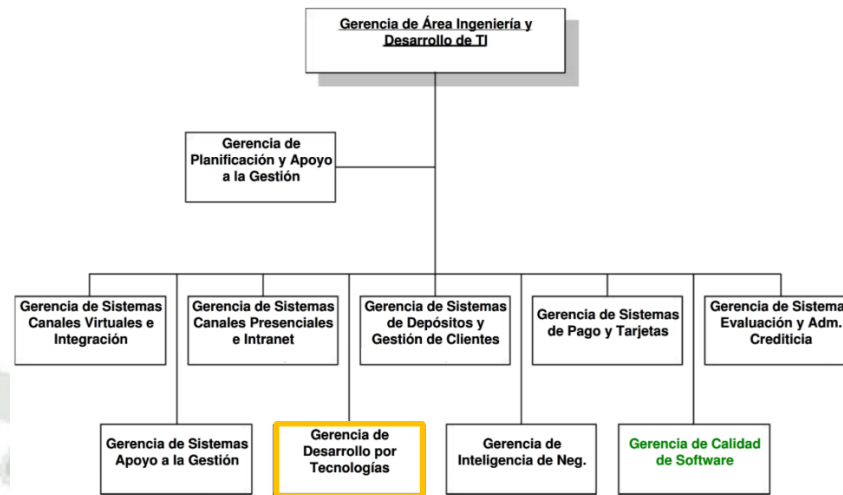 Gerencia de Área Ingeniería y
Desarrollo de TI
Gerencia de
Planificación y Apoyo
a la Gestión
Gerencia de Sistemas
Canales Virtuales e
Integración
Gerencia de Sistemas
Canales Presenciales
e Intranet
Gerencia de Sistemas
de Depósitos y
Gestión de Clientes
Gerencia de Sistemas
de Pago y Tarjetas
Gerencia de Sistema
Evaluación y Adm.
Crediticia
Gerencia de Sistemas
Apoyo a la Gestión
Gerencia de
Desarrollo por
Tecnologías
Gerencia de
Inteligencia de Neg.
Gerencia de Calidad
de Software